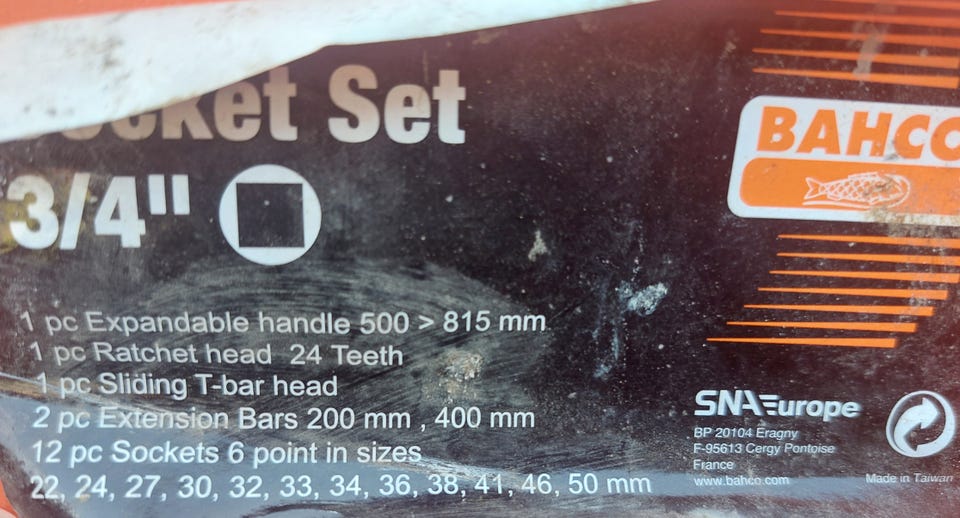 Socket Set
3/4"
BAHCO
1 pc Expandable handle 500 > 815 mm
1 pc Ratchet head 24 Teeth
1 pc Sliding T-bar head
2 pc Extension Bars 200 mm , 400 mm
12 pc Sockets 6 point in sizes
22, 24, 27, 30, 32, 33, 34, 36, 38, 41, 46, 50 mm
SNA Europe
BP 20104 Eragny
F-95613 Cergy Pontoise
France
www.bahco.com
Made in Taiwan